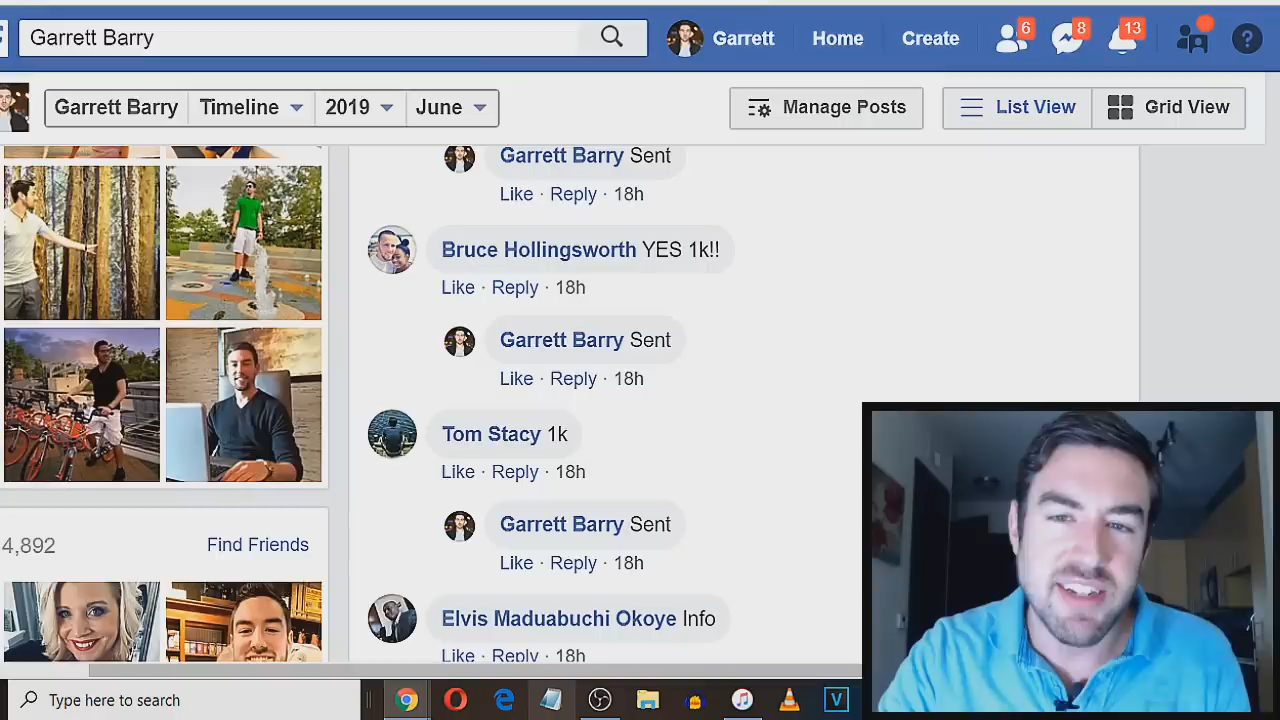 Garrett Barry
Garrett
Home
Create
6
8
13
?
Garrett Barry
Timeline
2019
June
Manage Posts
List View
Grid View
Garrett Barry Sent
Like · Reply · 18h
Bruce Hollingsworth YES 1k!!
Like · Reply · 18h
Garrett Barry Sent
Like · Reply · 18h
Tom Stacy 1k
Like · Reply · 18h
Garrett Barry Sent
Like · Reply · 18h
4,892
Find Friends
Elvis Maduabuchi Okoye Info
Like · Reply · 18h
Type here to search
V